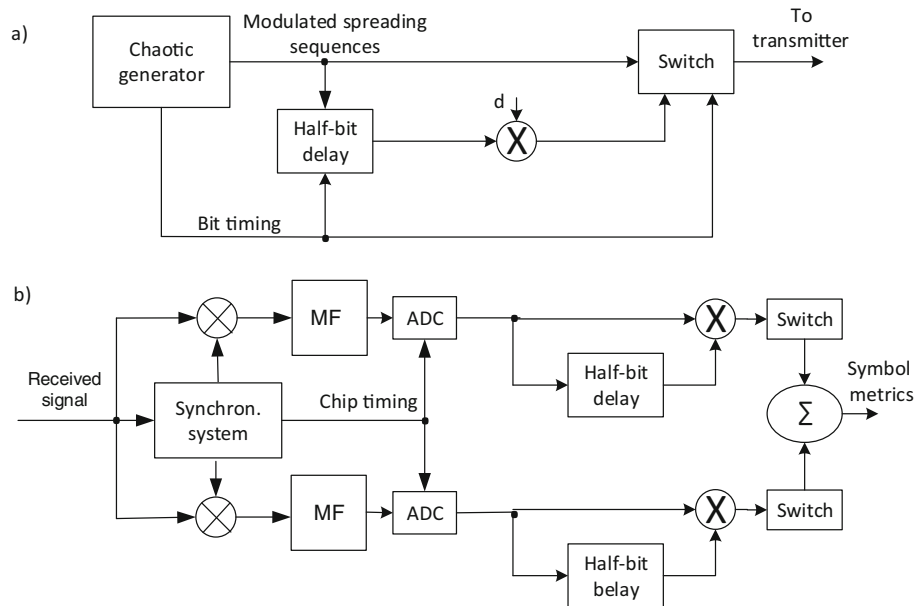 a)
Modulated spreading
sequences
To
transmitter
Chaotic
generator
Switch
d
Half-bit
delay
X
Bit timing
b)
MF
ADC
X
Switch
Received
signal
Half-bit
delay
Symbol
metrics
Synchron.
system
Chip timing
Σ
MF
ADC
X
Switch
Half-bit
belay